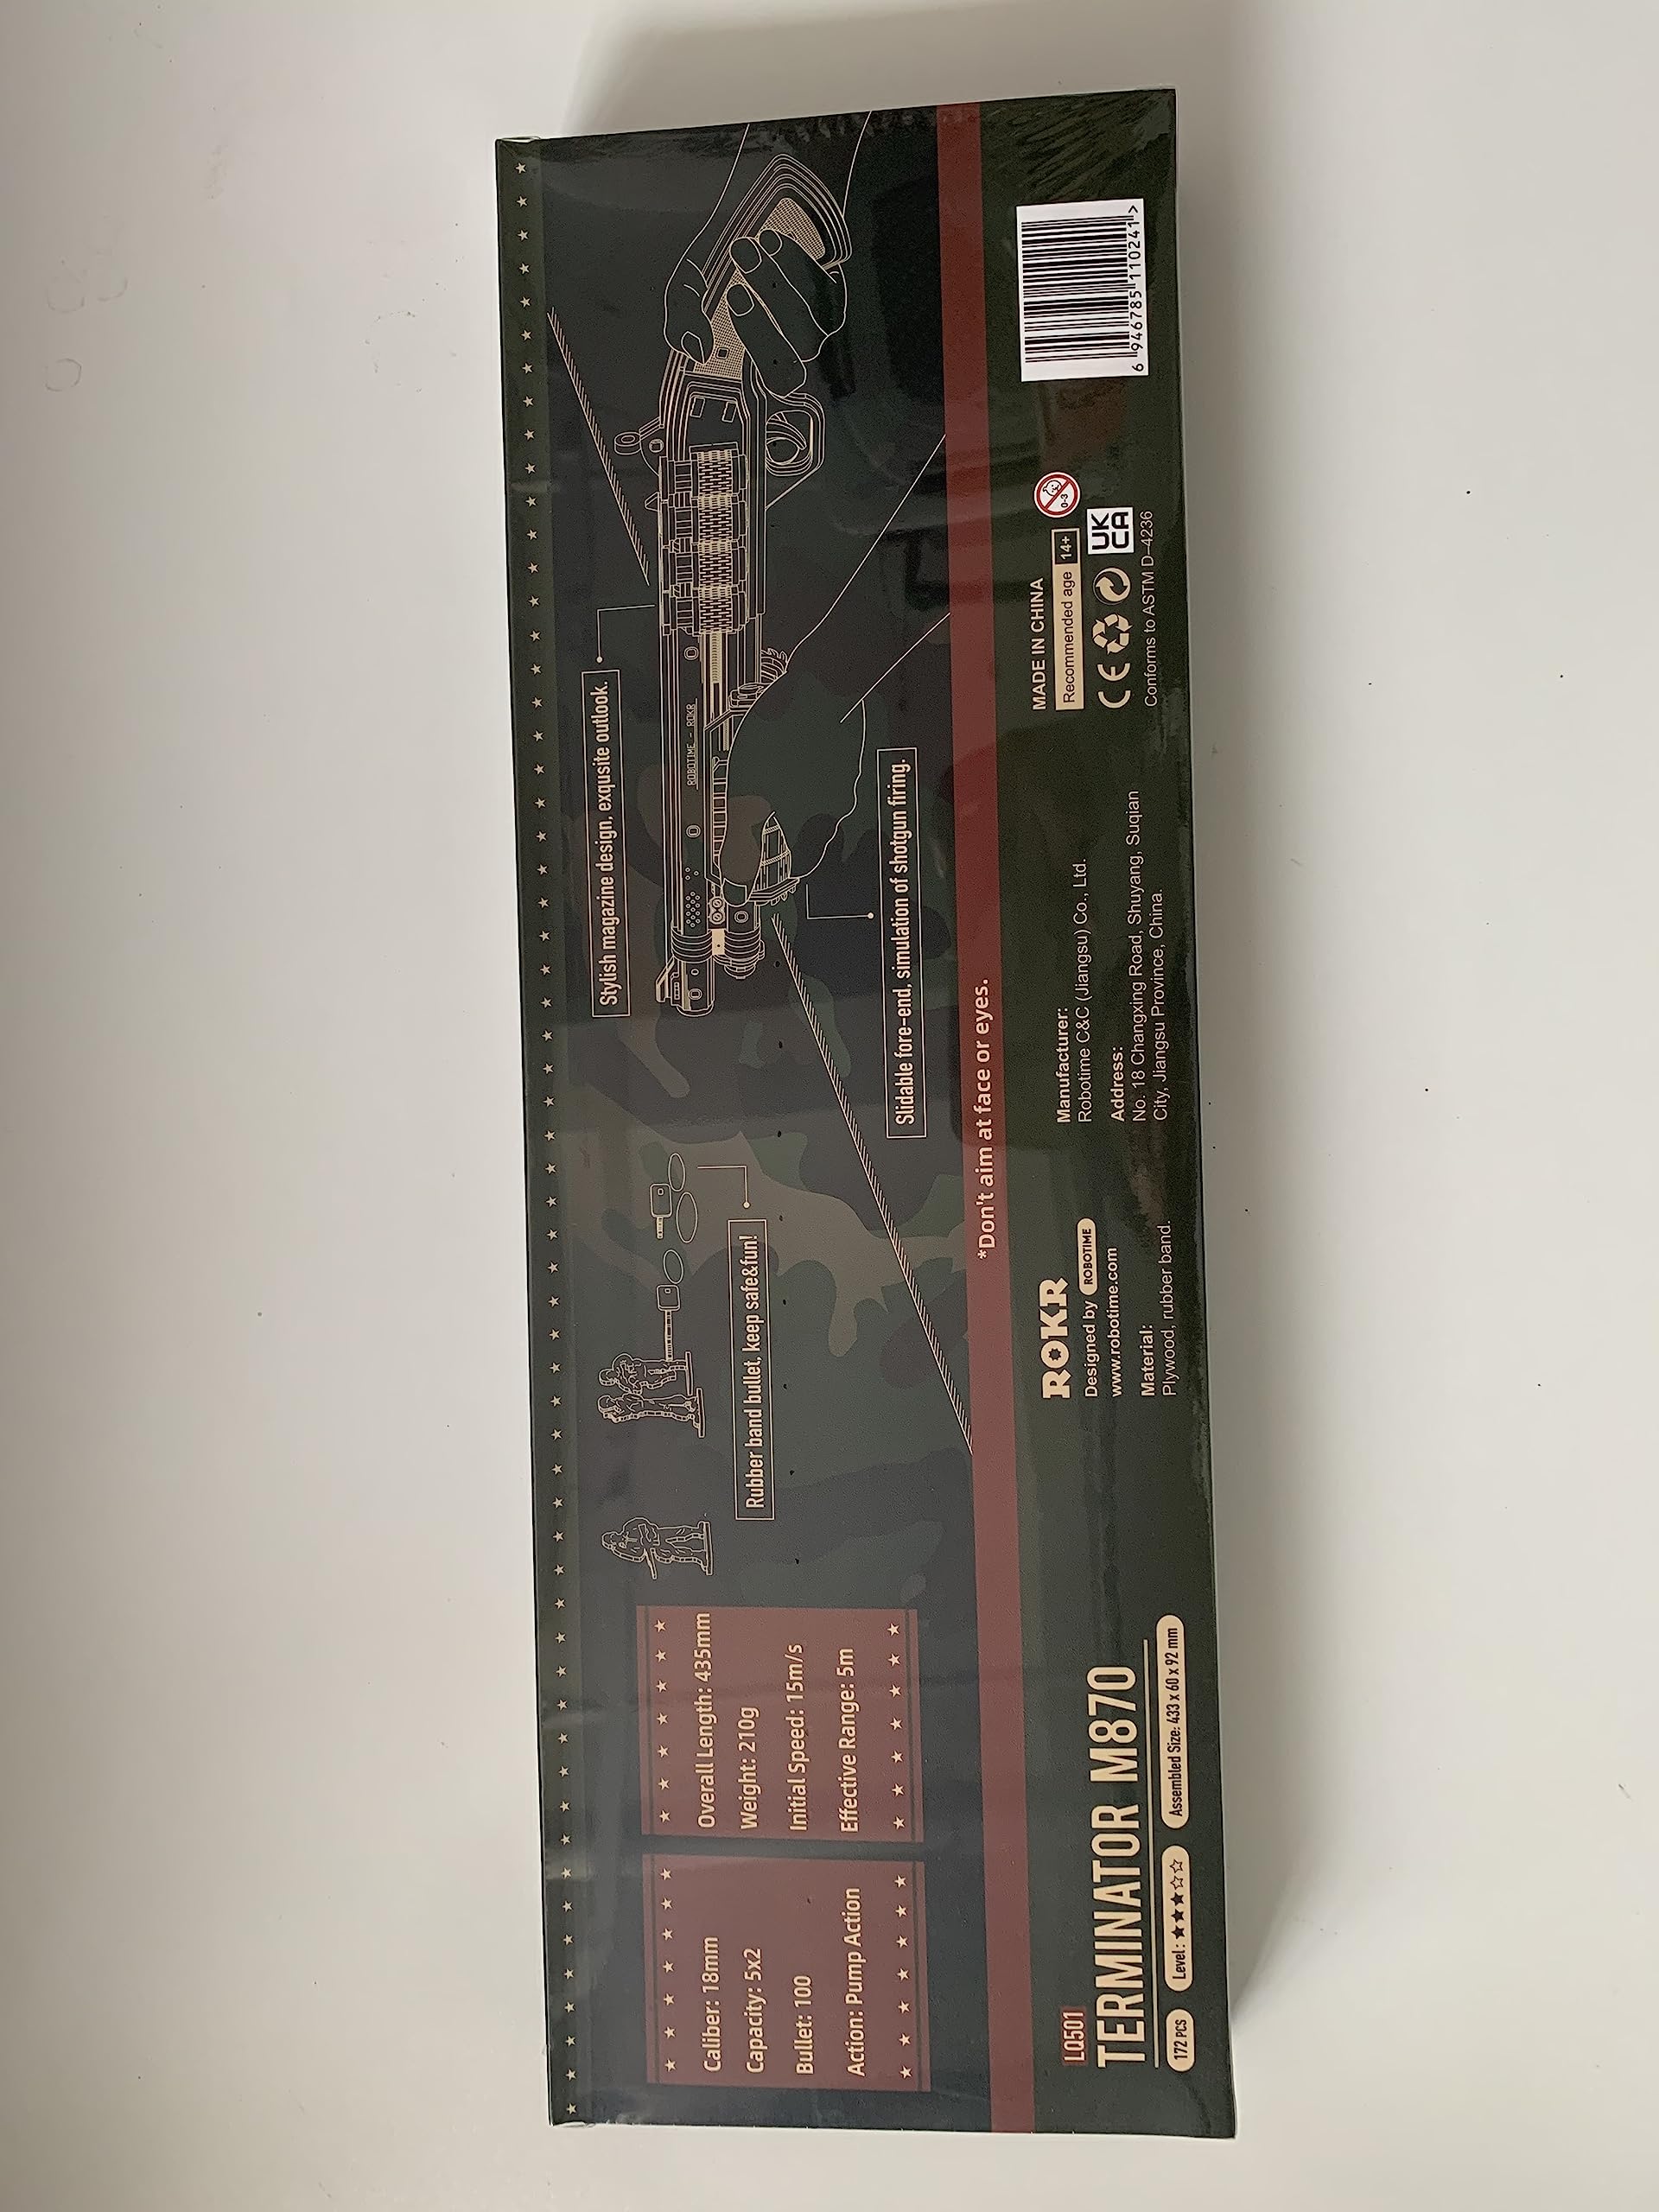 Caliber: 18mm
Capacity: 5x2
Bullet: 100
Action: Pump Action
Overall Length: 435mm
Weight: 210g
Initial Speed: 15m/s
Effective Range: 5m
Rubber band bullet, keep safe&fun!
Stylish magazine design, exqusite outlook.
ROBOTIME - ROKR
Slidable fore-end, simulation of shotgun firing.
*Don't aim at face or eyes.
LQ501
TERMINATOR M870
172 PCS
Level: ★★★☆☆
Assembled Size: 433 x 60 x 92 mm
ROKR
Designed by ROBOTIME
www.robotime.com
Material:
Plywood, rubber band.
Manufacturer:
Robotime C&C (Jiangsu) Co., Ltd.
Address:
No. 18 Changxing Road, Shuyang, Suqian
City, Jiangsu Province, China.
MADE IN CHINA
Recommended age 14+
0-3
CE
UK
CA
Conforms to ASTM D-4236
6 946785 110241 >